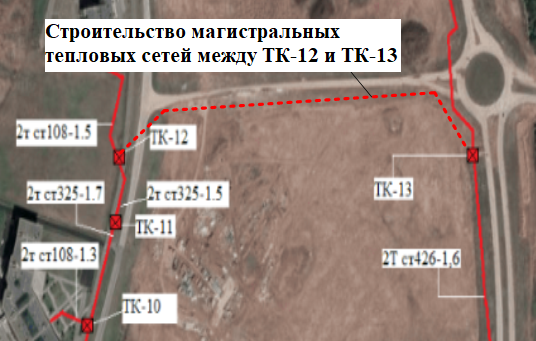 Строительство магистральных
тепловых сетей между ТК-12 и ТК-13
2т ст108-1.5
ТК-12
2т ст325-1.7
2т ст325-1.5
ТК-13
ТК-11
2т ст108-1.3
2Т ст426-1,6
ТК-10